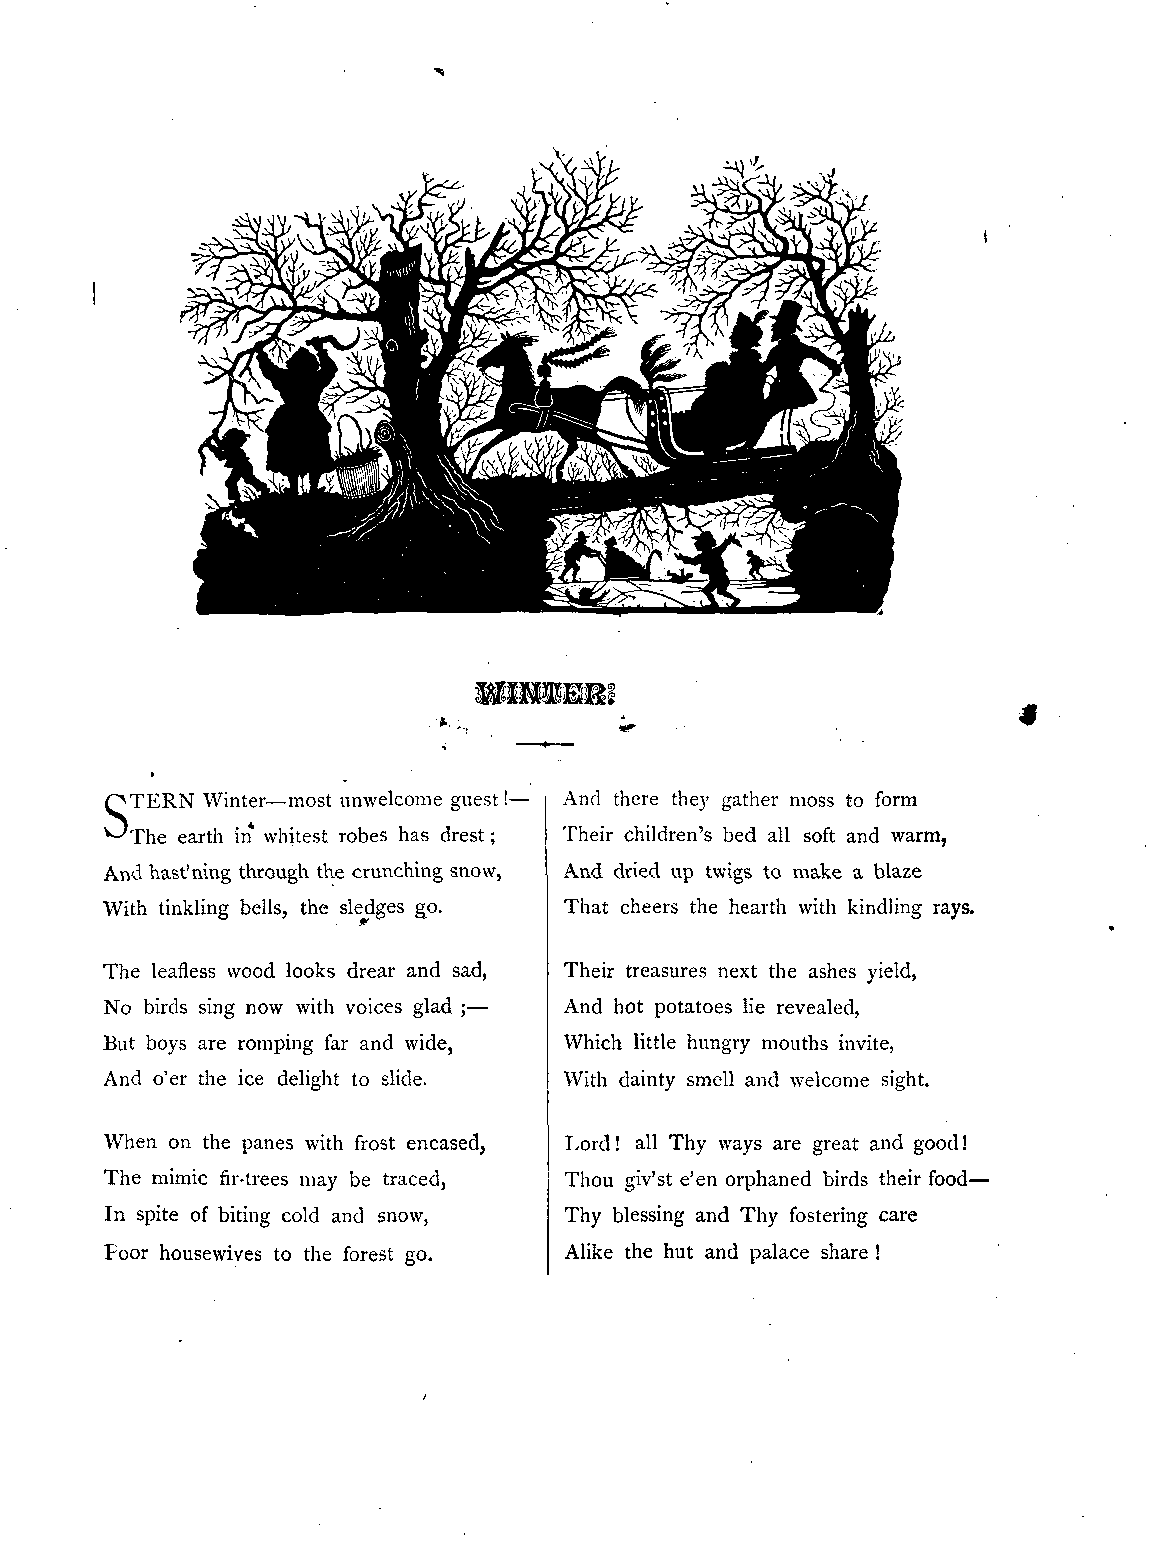 WINTER.
STERN Winter—most unwelcome guest!—
The earth in whitest robes has drest;
And hast'ning through the crunching snow,
With tinkling bells, the sledges go.
The leafless wood looks drear and sad,
No birds sing now with voices glad;—
But boys are romping far and wide,
And o'er the ice delight to slide.
When on the panes with frost encased,
The mimic fir-trees may be traced,
In spite of biting cold and snow,
Poor housewives to the forest go.
And there they gather moss to form
Their children's bed all soft and warm,
And dried up twigs to make a blaze
That cheers the hearth with kindling rays.
Their treasures next the ashes yield,
And hot potatoes lie revealed,
Which little hungry mouths invite,
With dainty smell and welcome sight.
Lord! all Thy ways are great and good!
Thou giv'st e'en orphaned birds their food—
Thy blessing and Thy fostering care
Alike the hut and palace share!